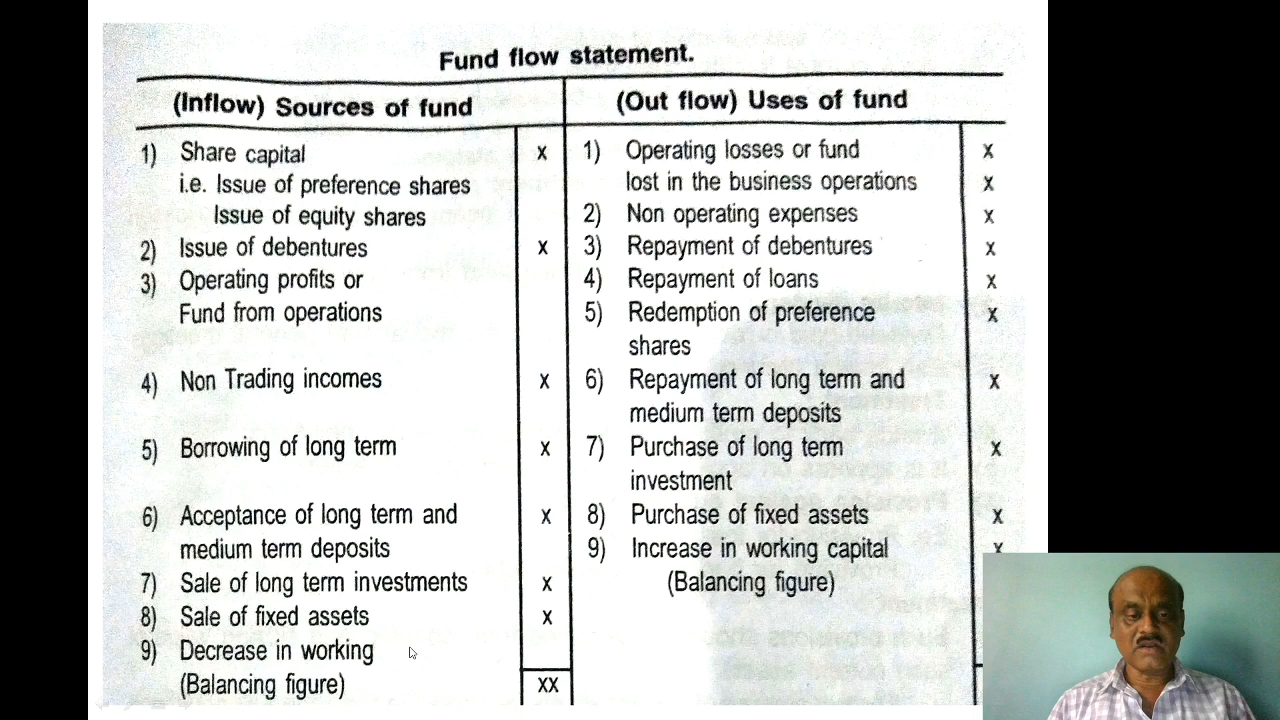 Fund flow statement.
(Inflow) Sources of fund
1) Share capital x
i.e. Issue of preference shares
Issue of equity shares
2) Issue of debentures x
3) Operating profits or
Fund from operations
4) Non Trading incomes x
5) Borrowing of long term x
6) Acceptance of long term and x
medium term deposits
7) Sale of long term investments x
8) Sale of fixed assets x
9) Decrease in working
(Balancing figure) XX
(Out flow) Uses of fund
1) Operating losses or fund x
lost in the business operations x
2) Non operating expenses x
3) Repayment of debentures x
4) Repayment of loans x
5) Redemption of preference x
shares
6) Repayment of long term and x
medium term deposits
7) Purchase of long term x
investment
8) Purchase of fixed assets x
9) Increase in working capital x
(Balancing figure)